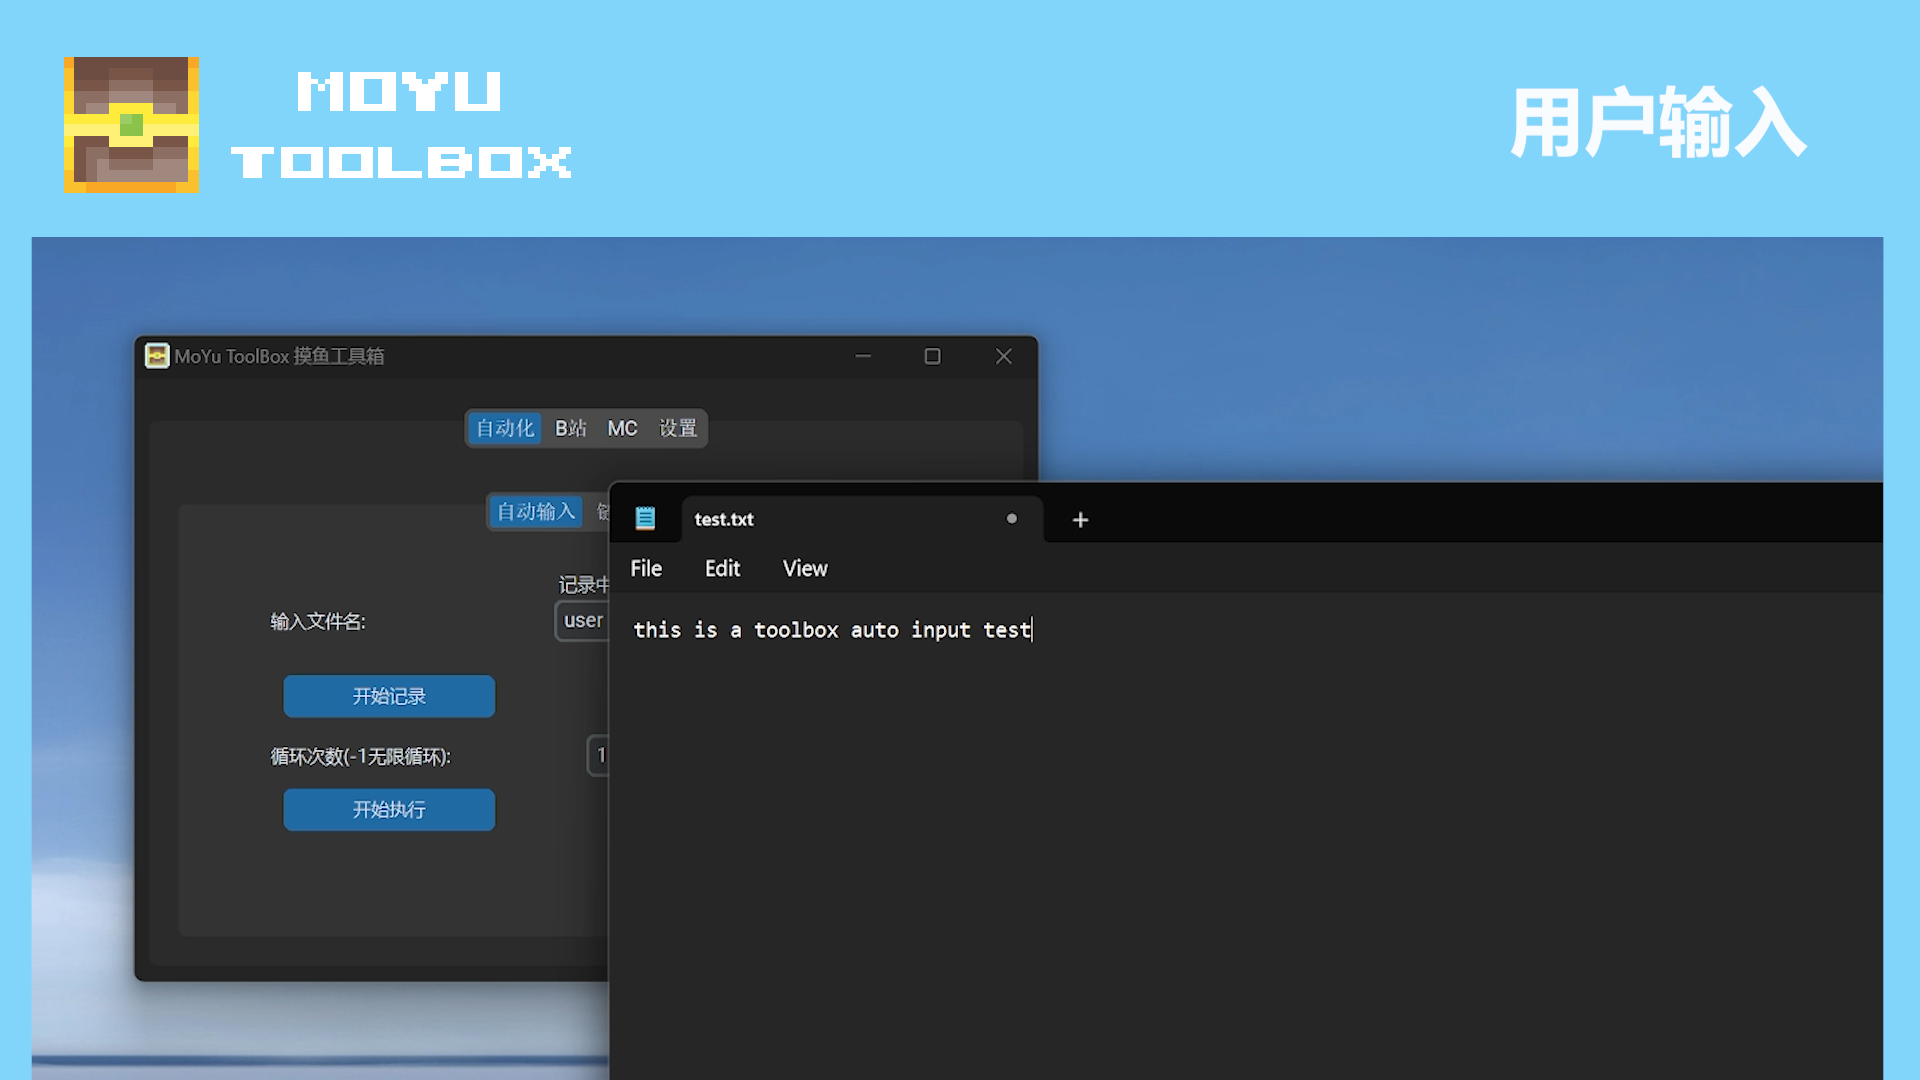 MOYU
TOOLBOX
用户输入
MoYu ToolBox 摸鱼工具箱
自动化 B站 MC 设置
自动输入
test.txt
File Edit View
记录中
输入文件名:
user
this is a toolbox auto input test
开始记录
循环次数(-1无限循环):
1
开始执行